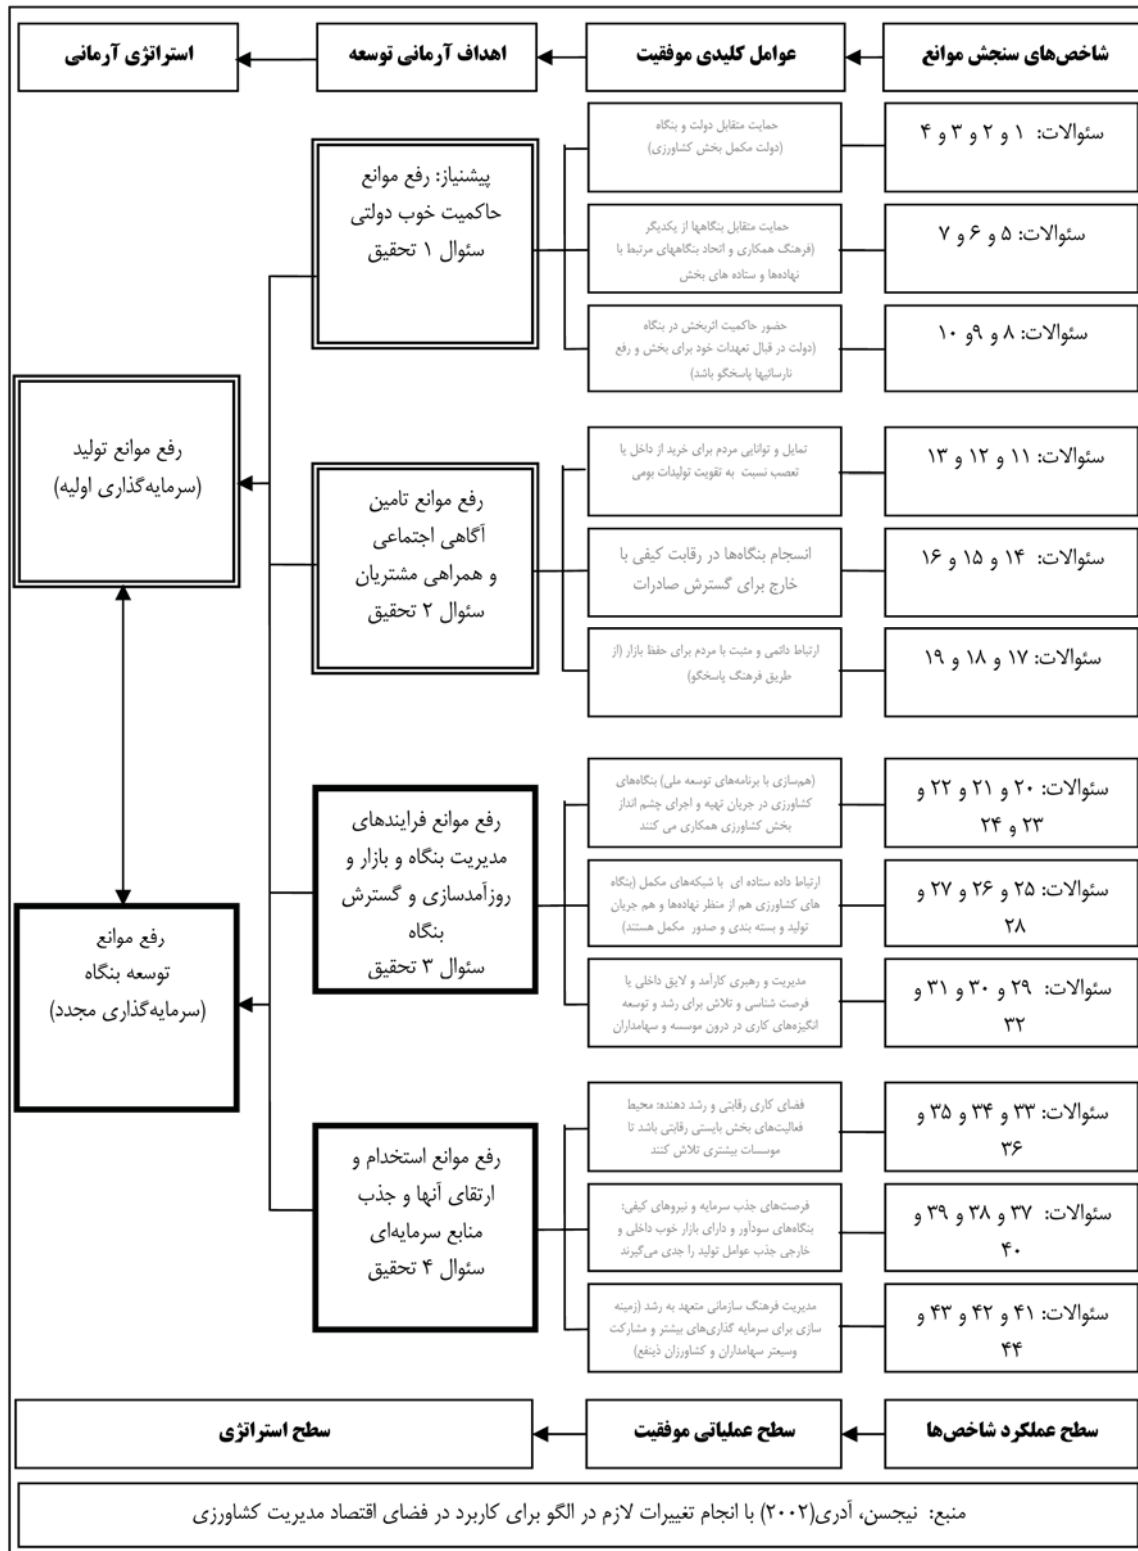 شاخص‌های سنجش موانع
عوامل کلیدی موفقیت
اهداف آرمانی توسعه
استراتژی آرمانی
سئوالات: ۱ و ۲ و ۳ و ۴
حمایت متقابل دولت و بنگاه
(دولت مکمل بخش کشاورزی)
سئوالات: ۵ و ۶ و ۷
حمایت متقابل بنگاهها از یکدیگر
(فرهنگ همکاری و اتحاد بنگاههای مرتبط با
نهاده‌ها و ستاده های بخش
سئوالات: ۸ و ۹و ۱۰
حضور حاکمیت اثربخش در بنگاه
(دولت در قبال تعهدات خود برای بخش و رفع
نارسائیها پاسخگو باشد)
پیشنیاز: رفع موانع
حاکمیت خوب دولتی
سئوال ۱ تحقیق
سئوالات: ۱۱ و ۱۲ و ۱۳
تمایل و توانایی مردم برای خرید از داخل یا
تعصب نسبت به تقویت تولیدات بومی
سئوالات: ۱۴ و ۱۵ و ۱۶
انسجام بنگاه‌ها در رقابت کیفی با
خارج برای گسترش صادرات
سئوالات: ۱۷ و ۱۸ و ۱۹
ارتباط دائمی و مثبت با مردم برای حفظ بازار (از
طریق فرهنگ پاسخگو)
رفع موانع تامین
آگاهی اجتماعی
و همراهی مشتریان
سئوال ۲ تحقیق
رفع موانع تولید
(سرمایه‌گذاری اولیه)
سئوالات: ۲۰ و ۲۱ و ۲۲ و
۲۳ و ۲۴
(هم‌سازی با برنامه‌های توسعه ملی) بنگاه‌های
کشاورزی در جریان تهیه و اجرای چشم انداز
بخش کشاورزی همکاری می کنند
سئوالات: ۲۵ و ۲۶ و ۲۷ و
۲۸
ارتباط داده ستاده ای با شبکه‌های مکمل (بنگاه
های کشاورزی هم از منظر نهاده‌ها و هم جریان
تولید و بسته بندی و صدور مکمل هستند)
سئوالات: ۲۹ و ۳۰ و ۳۱ و
۳۲
مدیریت و رهبری کارآمد و لایق داخلی یا
فرصت شناسی و تلاش برای رشد و توسعه
انگیزه‌های کاری در درون موسسه و سهامداران
رفع موانع فرایندهای
مدیریت بنگاه و بازار و
روزآمدسازی و گسترش
بنگاه
سئوال ۳ تحقیق
رفع موانع
توسعه بنگاه
(سرمایه‌گذاری مجدد)
سئوالات: ۳۳ و ۳۴ و ۳۵ و
۳۶
فضای کاری رقابتی و رشد دهنده: محیط
فعالیت‌های بخش بایستی رقابتی باشد تا
موسسات بیشتری تلاش کنند
سئوالات: ۳۷ و ۳۸ و ۳۹ و
۴۰
فرصت‌های جذب سرمایه و نیروهای کیفی:
بنگاه‌های سودآور و دارای بازار خوب داخلی و
خارجی جذب عوامل تولید را جدی می‌گیرند
سئوالات: ۴۱ و ۴۲ و ۴۳ و
۴۴
مدیریت فرهنگ سازمانی متعهد به رشد (زمینه
سازی برای سرمایه گذاری‌های بیشتر و مشارکت
وسیعتر سهامداران و کشاورزان ذینفع)
رفع موانع استخدام و
ارتقای آنها و جذب
منابع سرمایه‌ای
سئوال ۴ تحقیق
سطح عملکرد شاخص‌ها
سطح عملیاتی موفقیت
سطح استراتژی
منبع: نیجسن، آدری(۲۰۰۲) با انجام تغییرات لازم در الگو برای کاربرد در فضای اقتصاد مدیریت کشاورزی